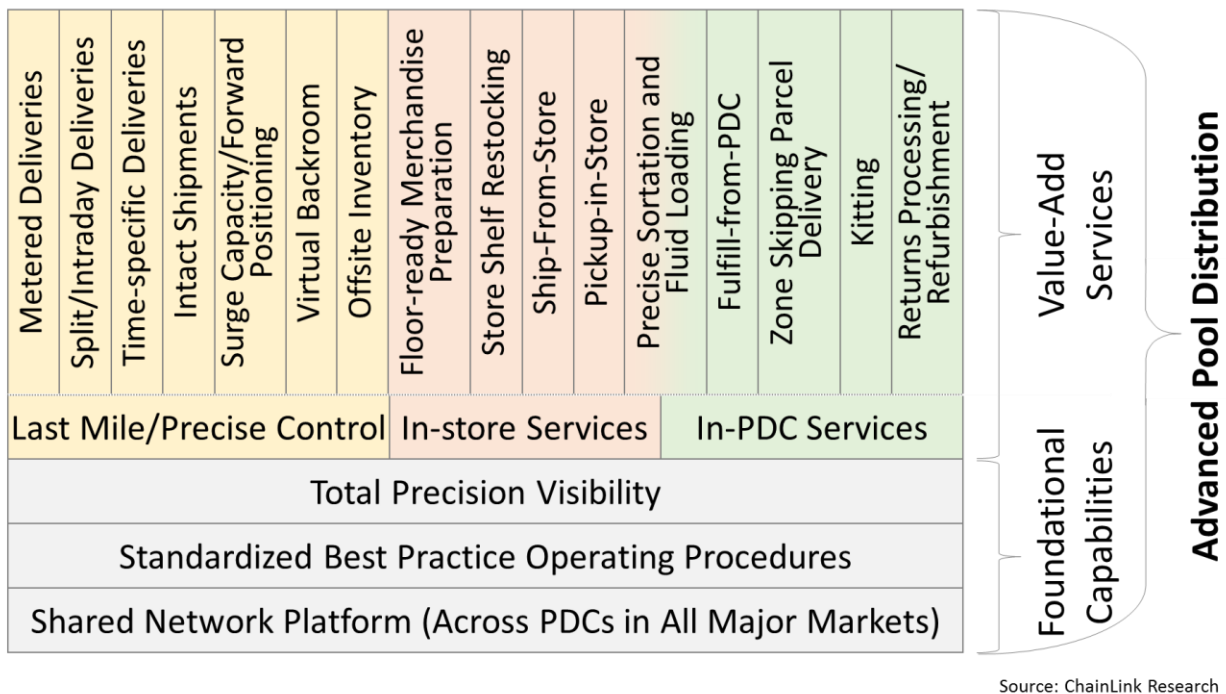 Metered Deliveries
Split/Intraday Deliveries
Time-specific Deliveries
Intact Shipments
Surge Capacity/Forward
Positioning
Virtual Backroom
Offsite Inventory
Floor-ready Merchandise
Preparation
Store Shelf Restocking
Ship-From-Store
Pickup-in-Store
Precise Sortation and
Fluid Loading
Fulfill-from-PDC
Zone Skipping Parcel
Delivery
Kitting
Returns Processing/
Refurbishment
Last Mile/Precise Control
In-store Services
In-PDC Services
Total Precision Visibility
Standardized Best Practice Operating Procedures
Shared Network Platform (Across PDCs in All Major Markets)
Value-Add
Services
Foundational
Capabilities
Advanced Pool Distribution
Source: ChainLink Research